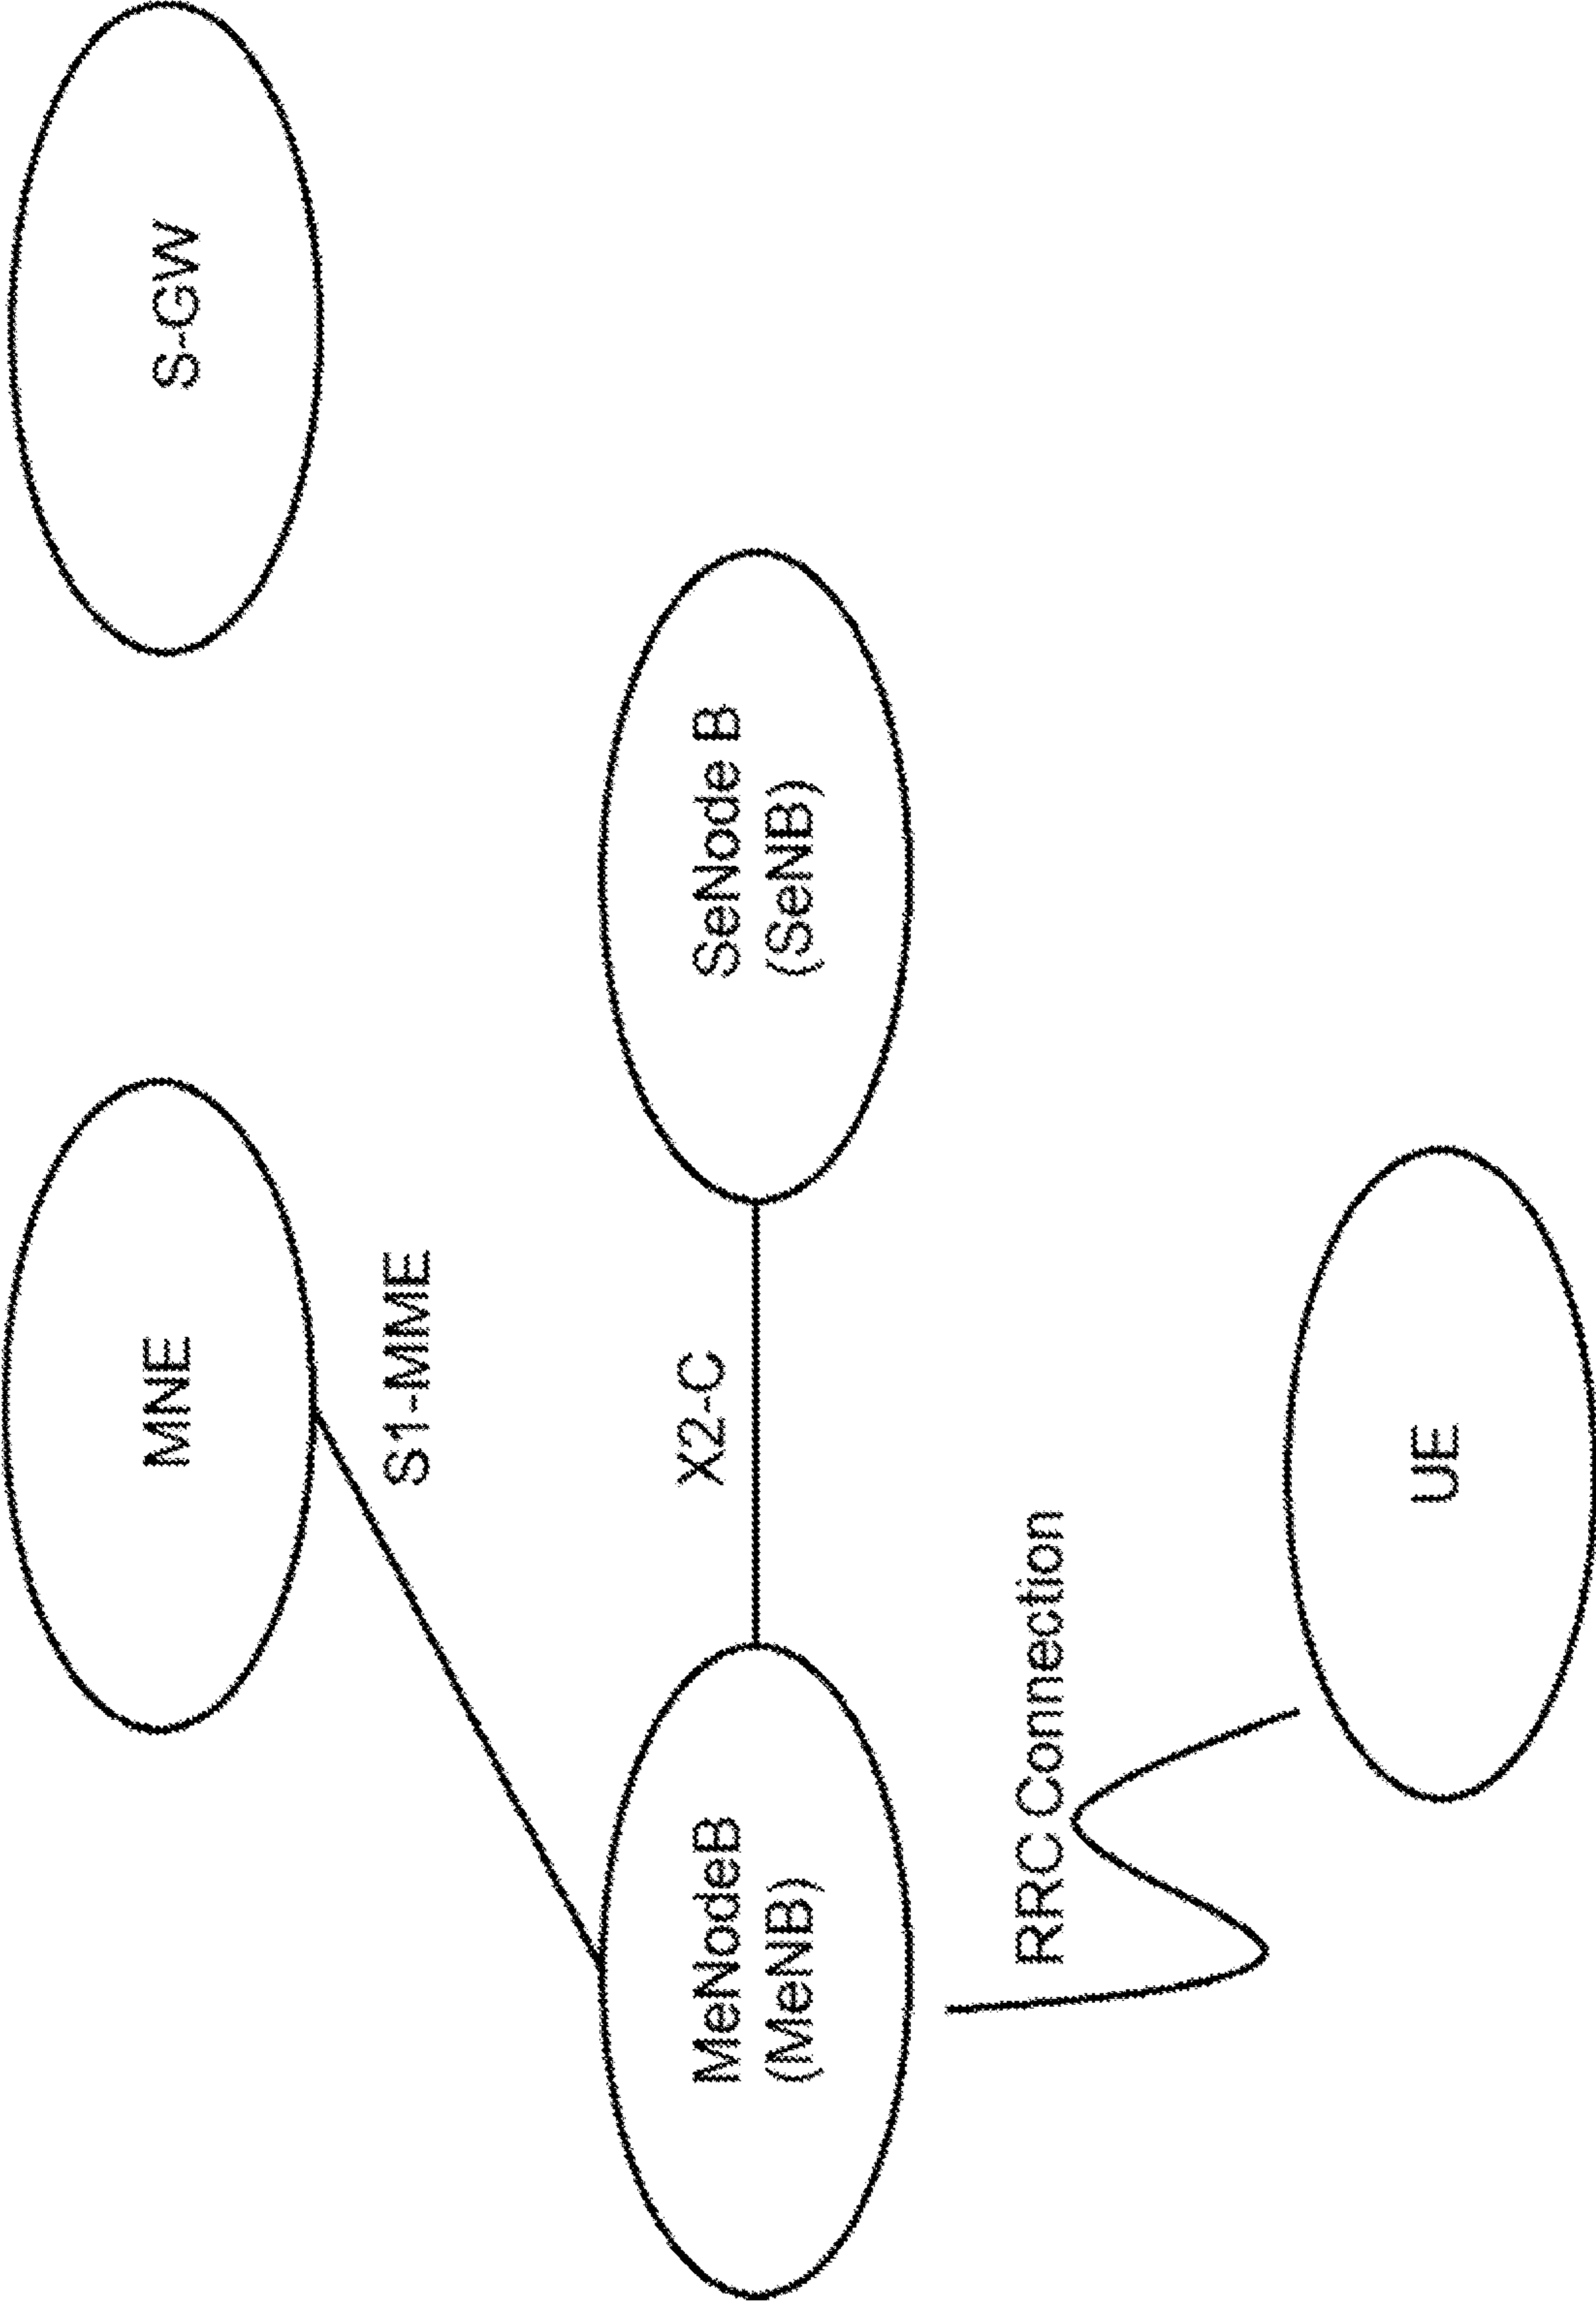 MNE
S-GW
S1-MME
MeNodeB
(MeNB)
X2-C
SeNode B
(SeNB)
RRC Connection
UE